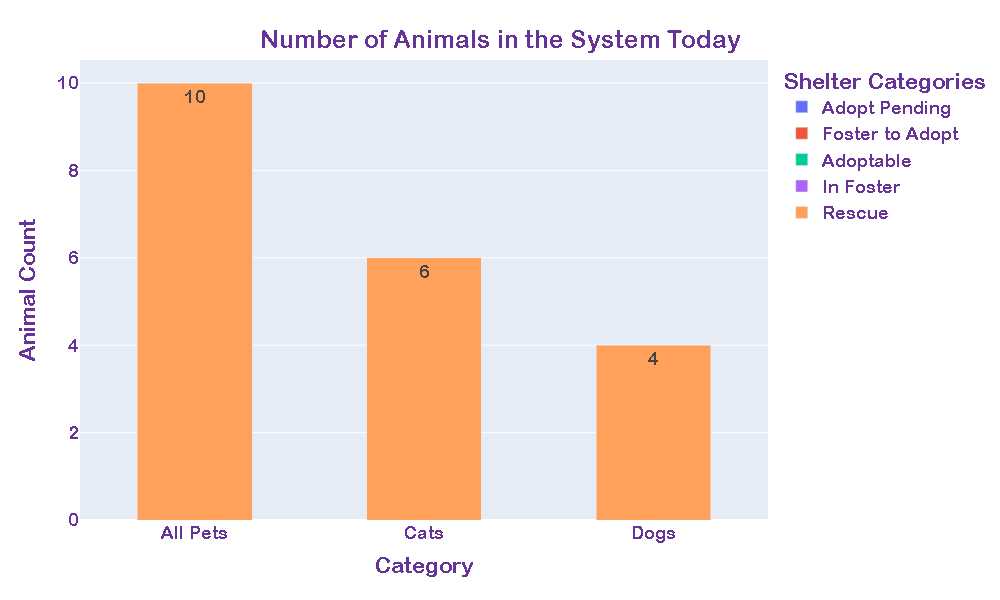 Number of Animals in the System Today
Shelter Categories
Adopt Pending
Foster to Adopt
Adoptable
In Foster
Rescue
Animal Count
10
8
6
4
2
0
10
6
4
All Pets
Cats
Dogs
Category